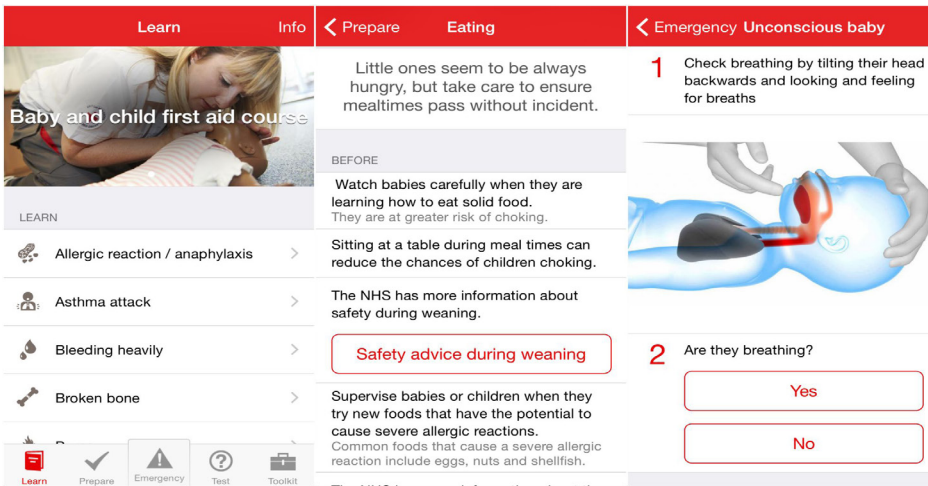 Learn
Info
Baby and child first aid course
LEARN
Allergic reaction / anaphylaxis
Asthma attack
Bleeding heavily
Broken bone
Learn
Prepare
Emergency
Test
Toolkit
Prepare
Eating
Little ones seem to be always
hungry, but take care to ensure
mealtimes pass without incident.
BEFORE
Watch babies carefully when they are
learning how to eat solid food.
They are at greater risk of choking.
Sitting at a table during meal times can
reduce the chances of children choking.
The NHS has more information about
safety during weaning.
Safety advice during weaning
Supervise babies or children when they
try new foods that have the potential to
cause severe allergic reactions.
Common foods that cause a severe allergic
reaction include eggs, nuts and shellfish.
Emergency
Unconscious baby
1
Check breathing by tilting their head
backwards and looking and feeling
for breaths
2
Are they breathing?
Yes
No